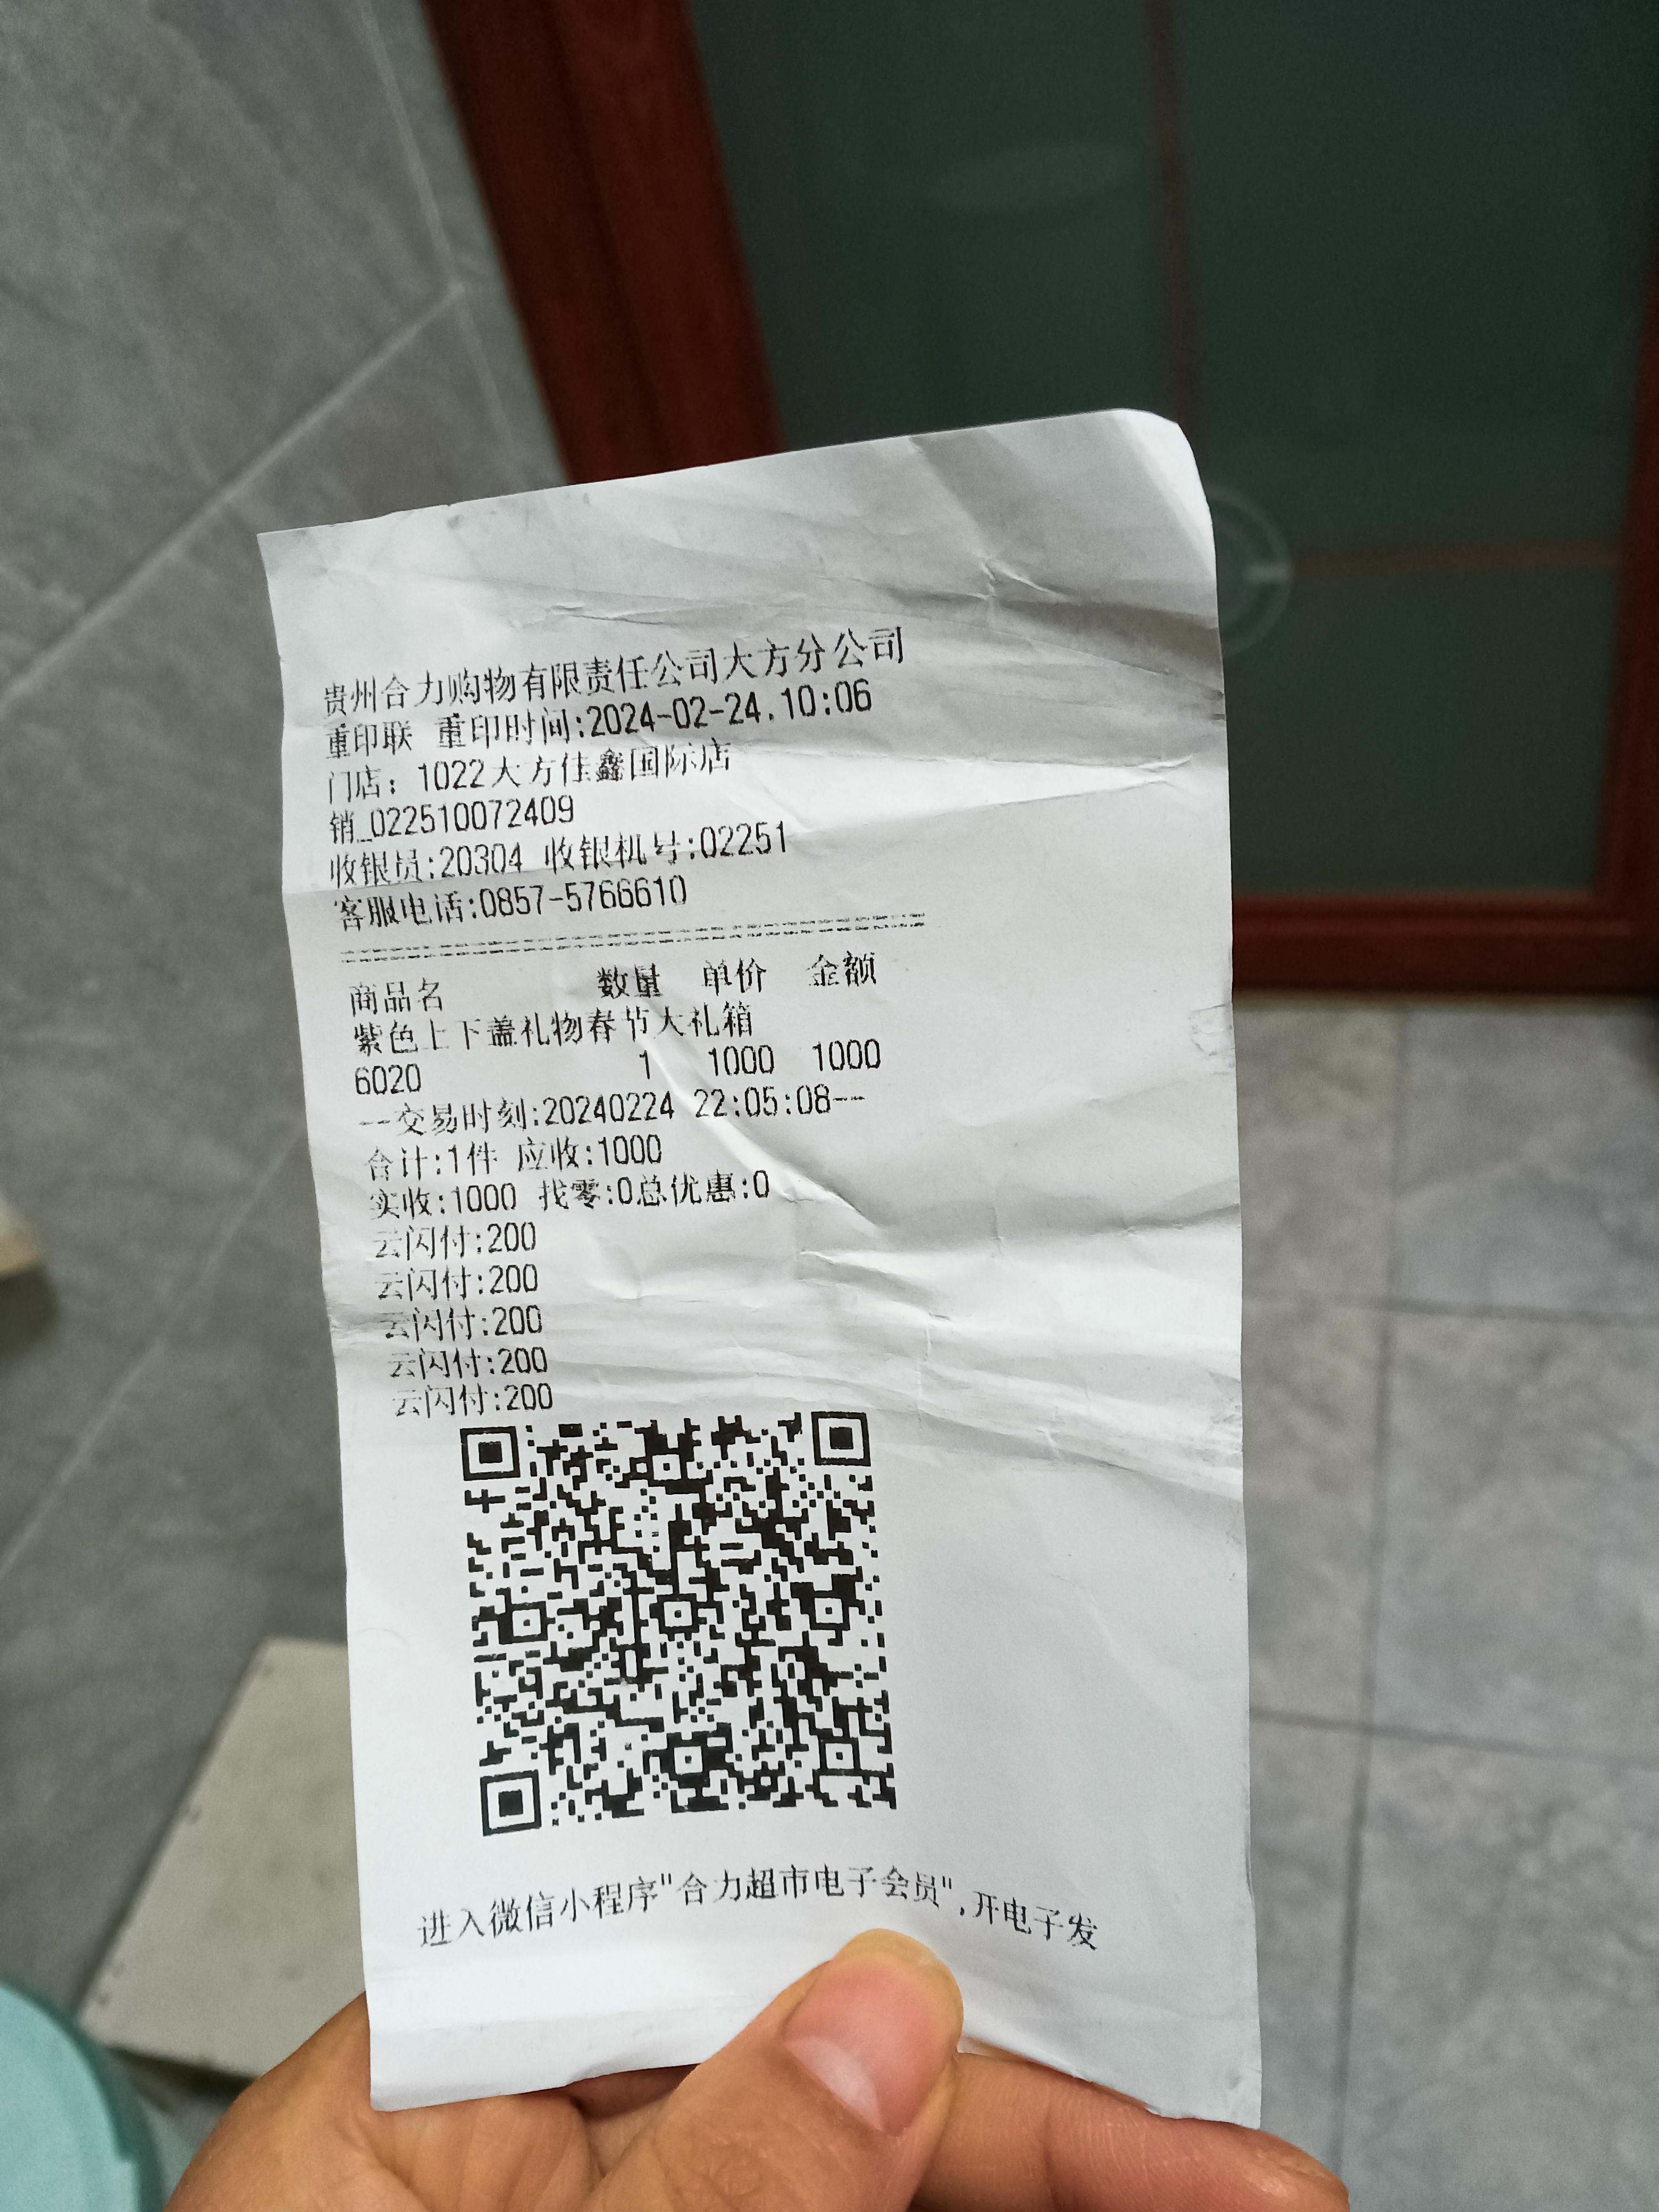 贵州合力购物有限责任公司大方分公司
重印联 重印时间:2024-02-24.10:06
门店：1022大方佳鑫国际店
销_022510072409
收银员:20304 收银机号:02251
客服电话:0857-5766610
商品名 数量 单价 金额
紫色上下盖礼物春节大礼箱
6020 1 1000 1000
--交易时刻:20240224 22:05:08--
合计:1件 应收:1000
实收:1000 找零:0总优惠:0
云闪付:200
云闪付:200
云闪付:200
云闪付:200
云闪付:200
进入微信小程序"合力超市电子会员",开电子发